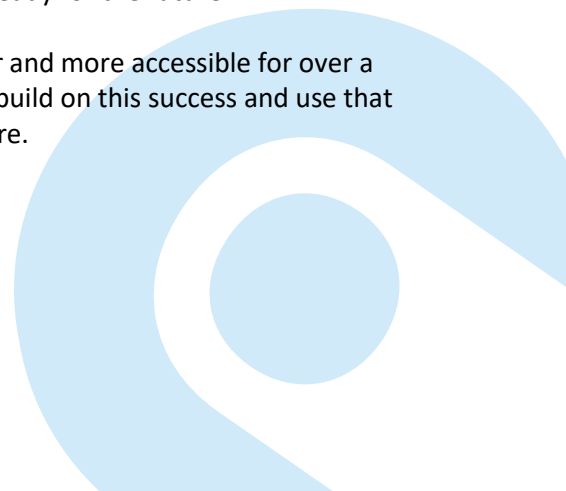 r and more accessible for over a
build on this success and use that
re.